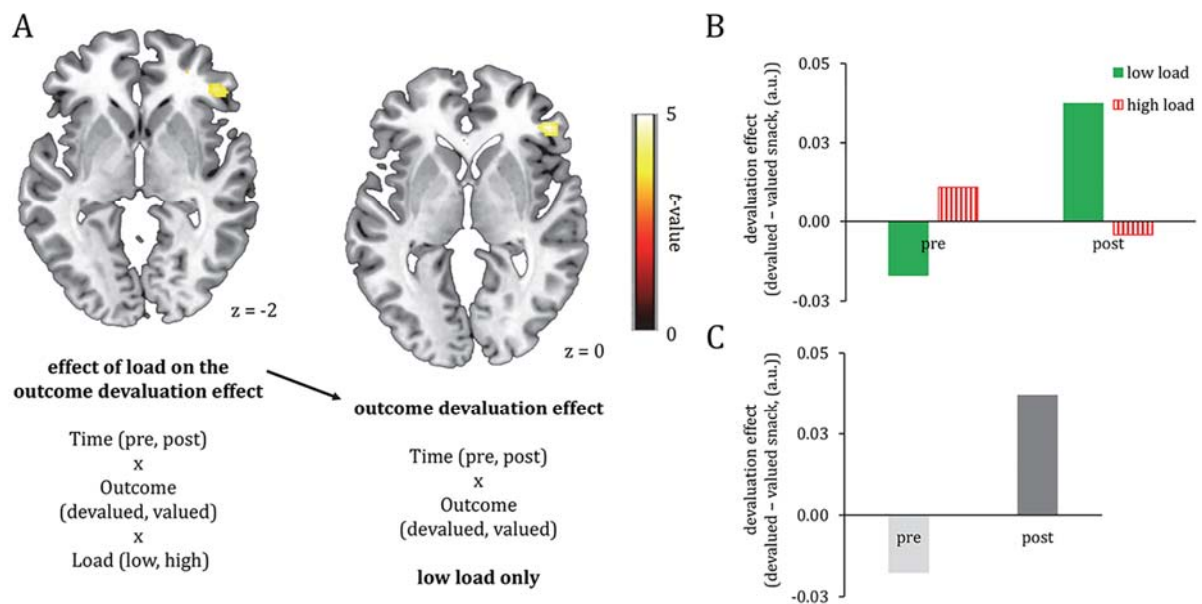 A
z = -2
z = 0
5
t-value
0
effect of load on the
outcome devaluation effect
Time (pre, post)
x
Outcome
(devalued, valued)
x
Load (low, high)
outcome devaluation effect
Time (pre, post)
x
Outcome
(devalued, valued)
low load only
B
devaluation effect
(devalued – valued snack, (a.u.))
0.05
0.03
0.00
-0.03
low load
high load
pre
post
C
devaluation effect
(devalued – valued snack, (a.u.))
0.05
0.03
0.00
-0.03
pre
post